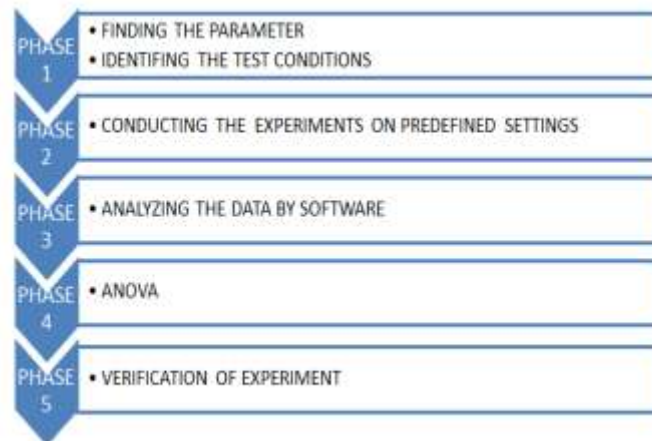 PHASE
1
• FINDING THE PARAMETER
• IDENTIFING THE TEST CONDITIONS
PHASE
2
• CONDUCTING THE EXPERIMENTS ON PREDEFINED SETTINGS
PHASE
3
• ANALYZING THE DATA BY SOFTWARE
PHASE
4
• ANOVA
PHASE
5
• VERIFICATION OF EXPERIMENT